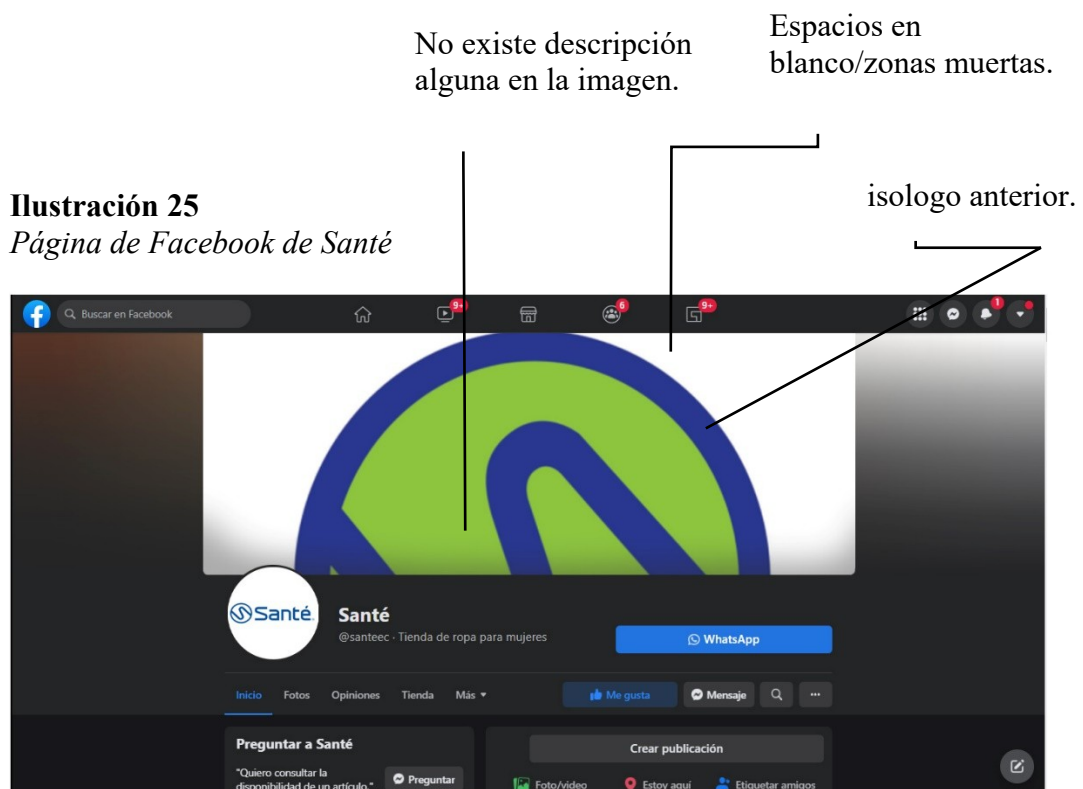 No existe descripción
alguna en la imagen.
Espacios en
blanco/zonas muertas.
isologo anterior.
Ilustración 25
Página de Facebook de Santé
Buscar en Facebook
9+
6
9+
1
Santé
Santé
@santeec · Tienda de ropa para mujeres
WhatsApp
Inicio Fotos Opiniones Tienda Más
Me gusta Mensaje
Preguntar a Santé
"Quiero consultar la
disponibilidad de un artículo."
Preguntar
Crear publicación
Foto/video Estoy aquí Etiquetar amigos